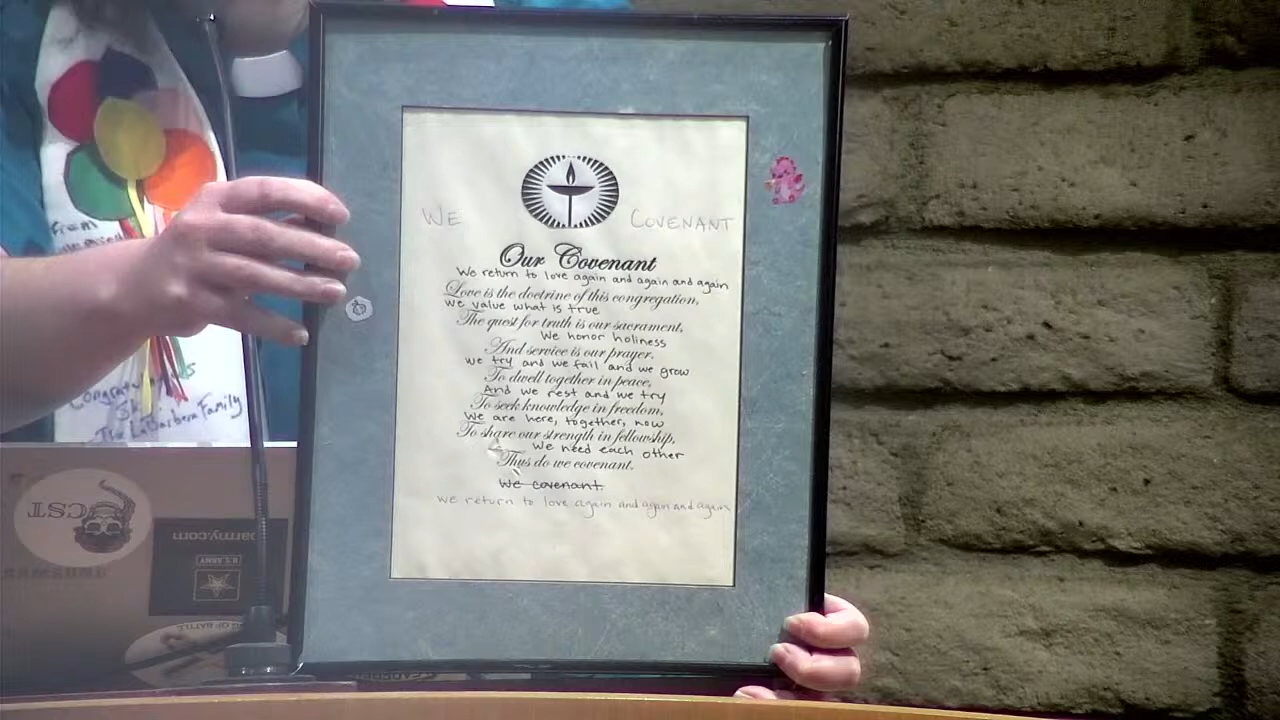 WE COVENANT
Our Covenant
We return to love again and again and again
Love is the doctrine of this congregation,
We value what is true
The quest for truth is our sacrament,
We honor holiness
And service is our prayer.
We try and we fail and we grow
To dwell together in peace,
And we rest and we try
To seek knowledge in freedom,
We are here, together, now
To share our strength in fellowship,
We need each other
Thus do we covenant.
We covenant.
We return to love again and again and again
from
The LaBarbera Family
CST
army.com
U.S. ARMY
OF BATTLE